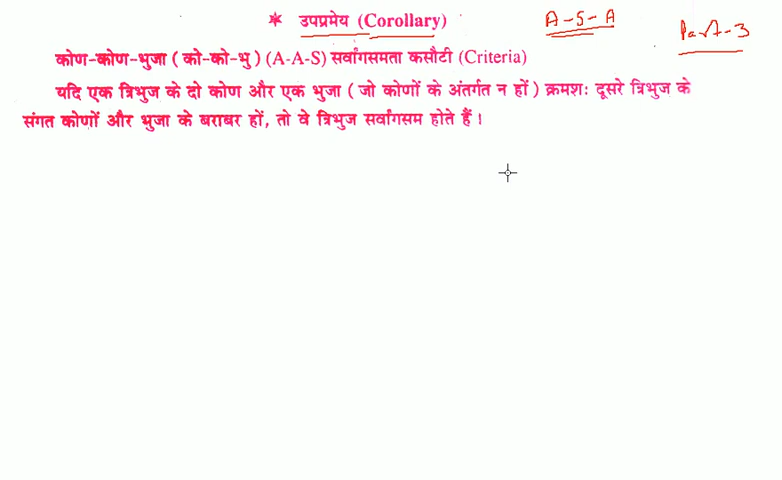 * उपप्रमेय (Corollary)
A-S-A
Part-3
कोण-कोण-भुजा ( को-को-भु ) (A-A-S) सर्वांगसमता कसौटी (Criteria)
यदि एक त्रिभुज के दो कोण और एक भुजा ( जो कोणों के अंतर्गत न हों ) क्रमशः दूसरे त्रिभुज के
संगत कोणों और भुजा के बराबर हों, तो वे त्रिभुज सर्वांगसम होते हैं ।